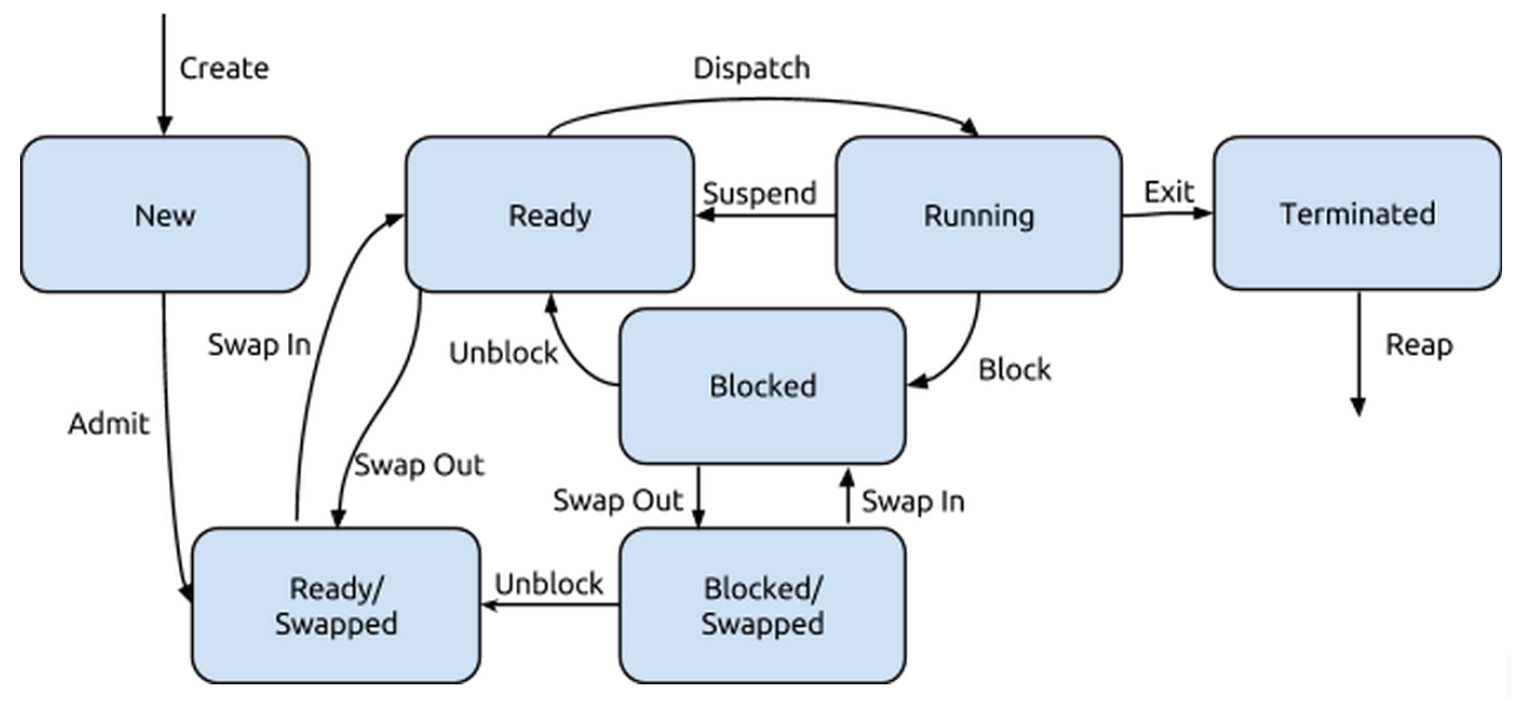 Create
Dispatch
New
Ready
Suspend
Running
Exit
Terminated
Swap In
Unblock
Blocked
Block
Reap
Admit
Swap Out
Swap Out
Swap In
Ready/
Swapped
Unblock
Blocked/
Swapped